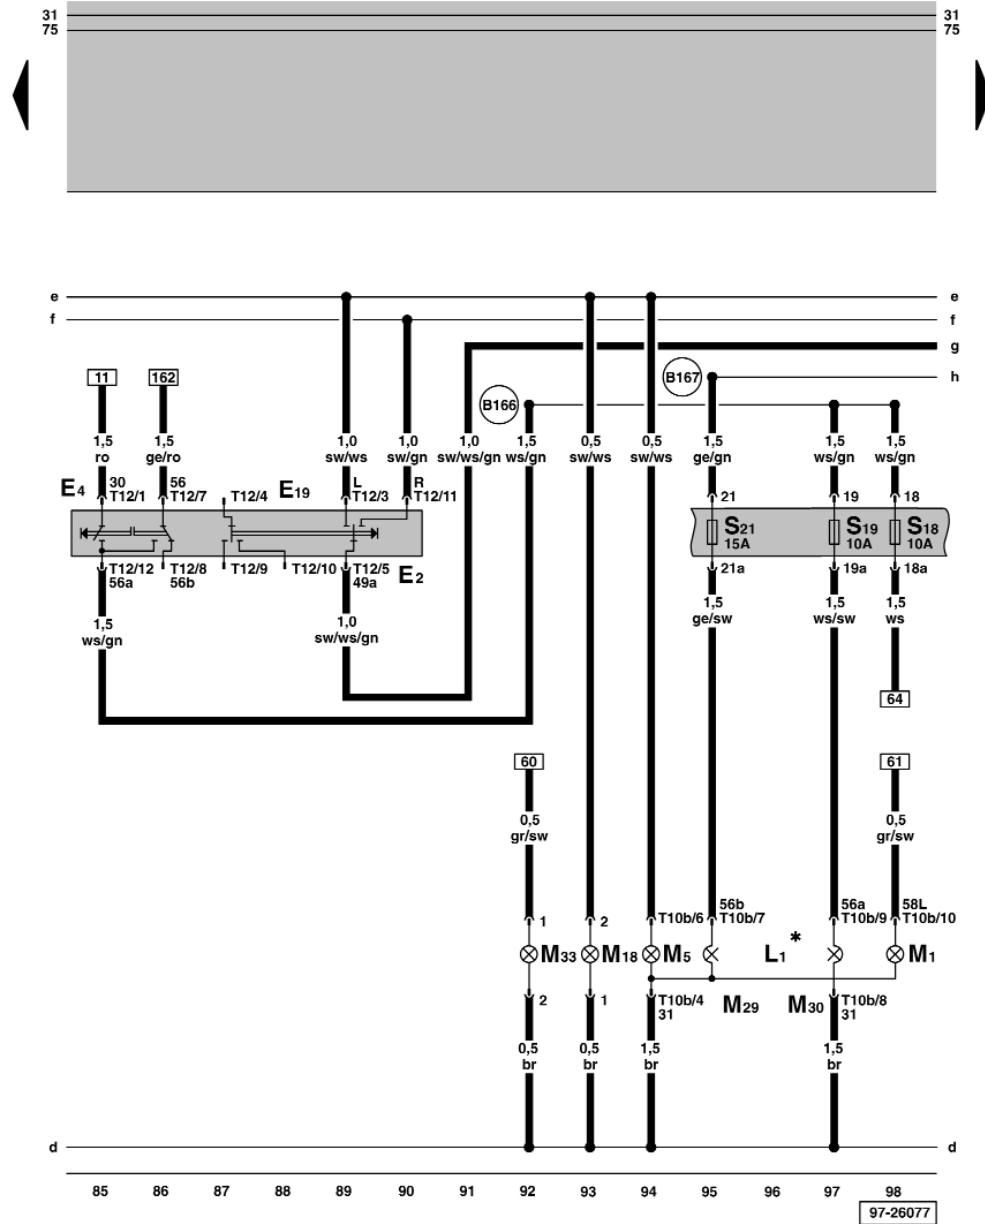 31 31
75 75
e e
f f
g
11 162 B167 h
B166
1,5 1,5 1,0 1,0 1,0 1,5 0,5 0,5 1,5 1,5 1,5
ro ge/ro sw/ws sw/gn sw/ws/gn ws/gn sw/ws sw/ws ge/gn ws/gn ws/gn
E4 30 56 E19 L R
T12/1 T12/7 T12/4 T12/3 T12/11 21 19 18
S21 S19 S18
15A 10A 10A
T12/12 T12/8 T12/9 T12/10 T12/5 E2 21a 19a 18a
56a 56b 49a
1,5 1,0 1,5 1,5 1,5
ws/gn sw/ws/gn ge/sw ws/sw ws
64
60 61
0,5 0,5
gr/sw gr/sw
56b 56a 58L
1 2 T10b/6 T10b/7 T10b/9 T10b/10
M33 M18 M5 L1 * M1
2 1 T10b/4 M29 M30 T10b/8
31 31
0,5 0,5 1,5 1,5
br br br br
d d
85 86 87 88 89 90 91 92 93 94 95 96 97 98
97-26077